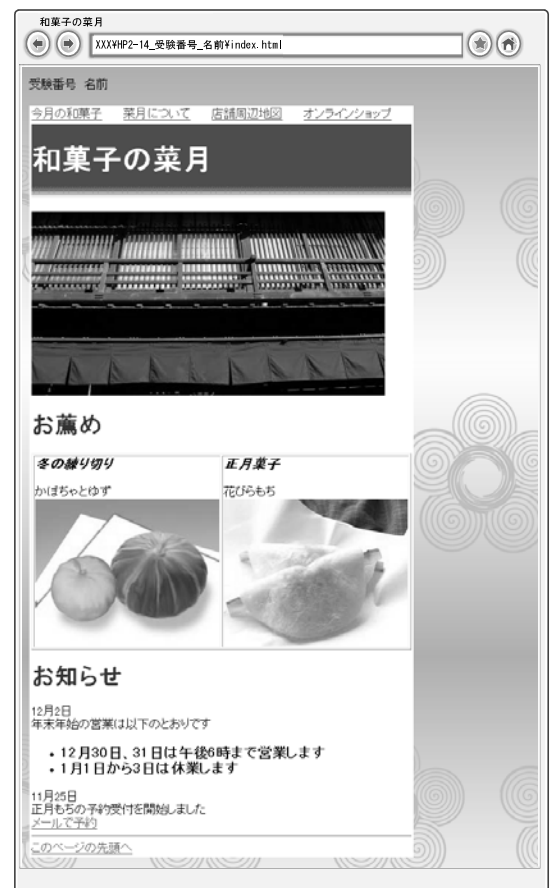 和菓子の菜月
XXX¥HP2-14_受験番号_名前¥index.html
受験番号 名前
今月の和菓子 菜月について 店舗周辺地図 オンラインショップ
和菓子の菜月
お薦め
冬の練り切り 正月菓子
かぼちゃとゆず 花びらもち
お知らせ
12月2日
年末年始の営業は以下のとおりです
・12月30日、31日は午後6時まで営業します
・1月1日から3日は休業します
11月25日
正月もちの予約受付を開始しました
メールで予約
このページの先頭へ